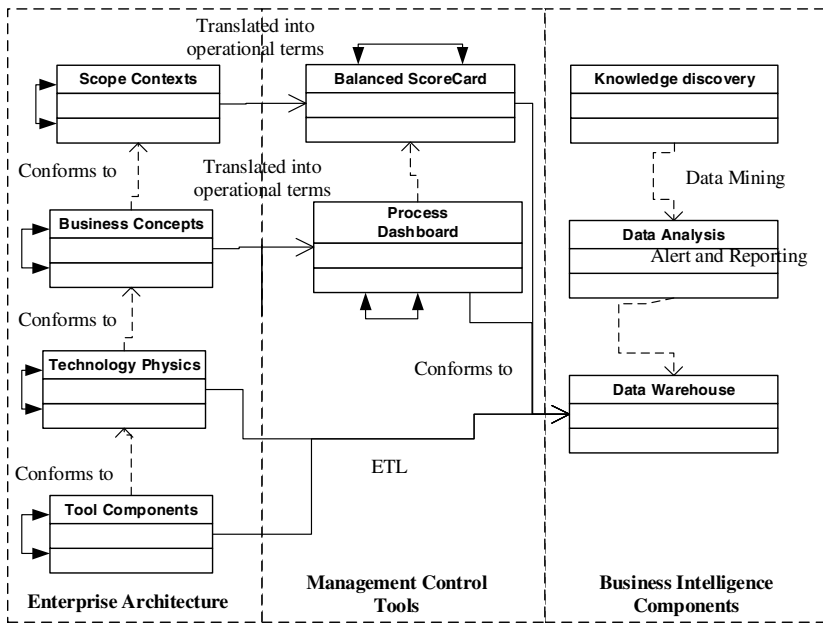 Translated into
operational terms
Scope Contexts
Balanced ScoreCard
Knowledge discovery
Conforms to
Translated into
operational terms
Data Mining
Business Concepts
Process
Dashboard
Data Analysis
Alert and Reporting
Conforms to
Technology Physics
Conforms to
Data Warehouse
ETL
Conforms to
Tool Components
Enterprise Architecture
Management Control
Tools
Business Intelligence
Components